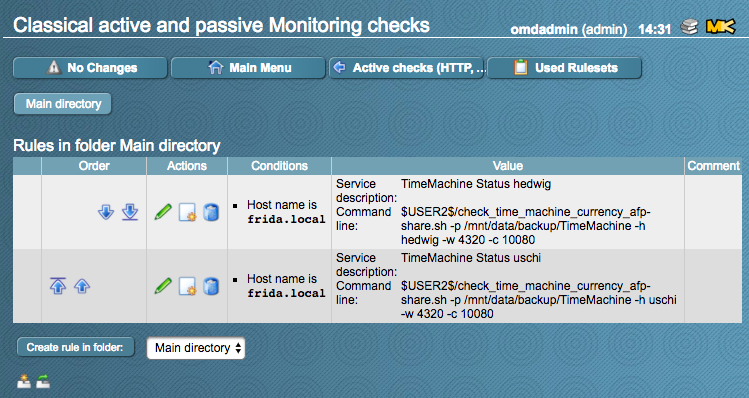 Classical active and passive Monitoring checks
omdadmin (admin) 14:31 MK
No Changes Main Menu Active checks (HTTP, ... Used Rulesets
Main directory
Rules in folder Main directory
Order Actions Conditions Value Comment
Host name is
frida.local
Service description: TimeMachine Status hedwig
Command line: $USER2$/check_time_machine_currency_afp-
share.sh -p /mnt/data/backup/TimeMachine -h
hedwig -w 4320 -c 10080
Host name is
frida.local
Service description: TimeMachine Status uschi
Command line: $USER2$/check_time_machine_currency_afp-
share.sh -p /mnt/data/backup/TimeMachine -h uschi
-w 4320 -c 10080
Create rule in folder: Main directory